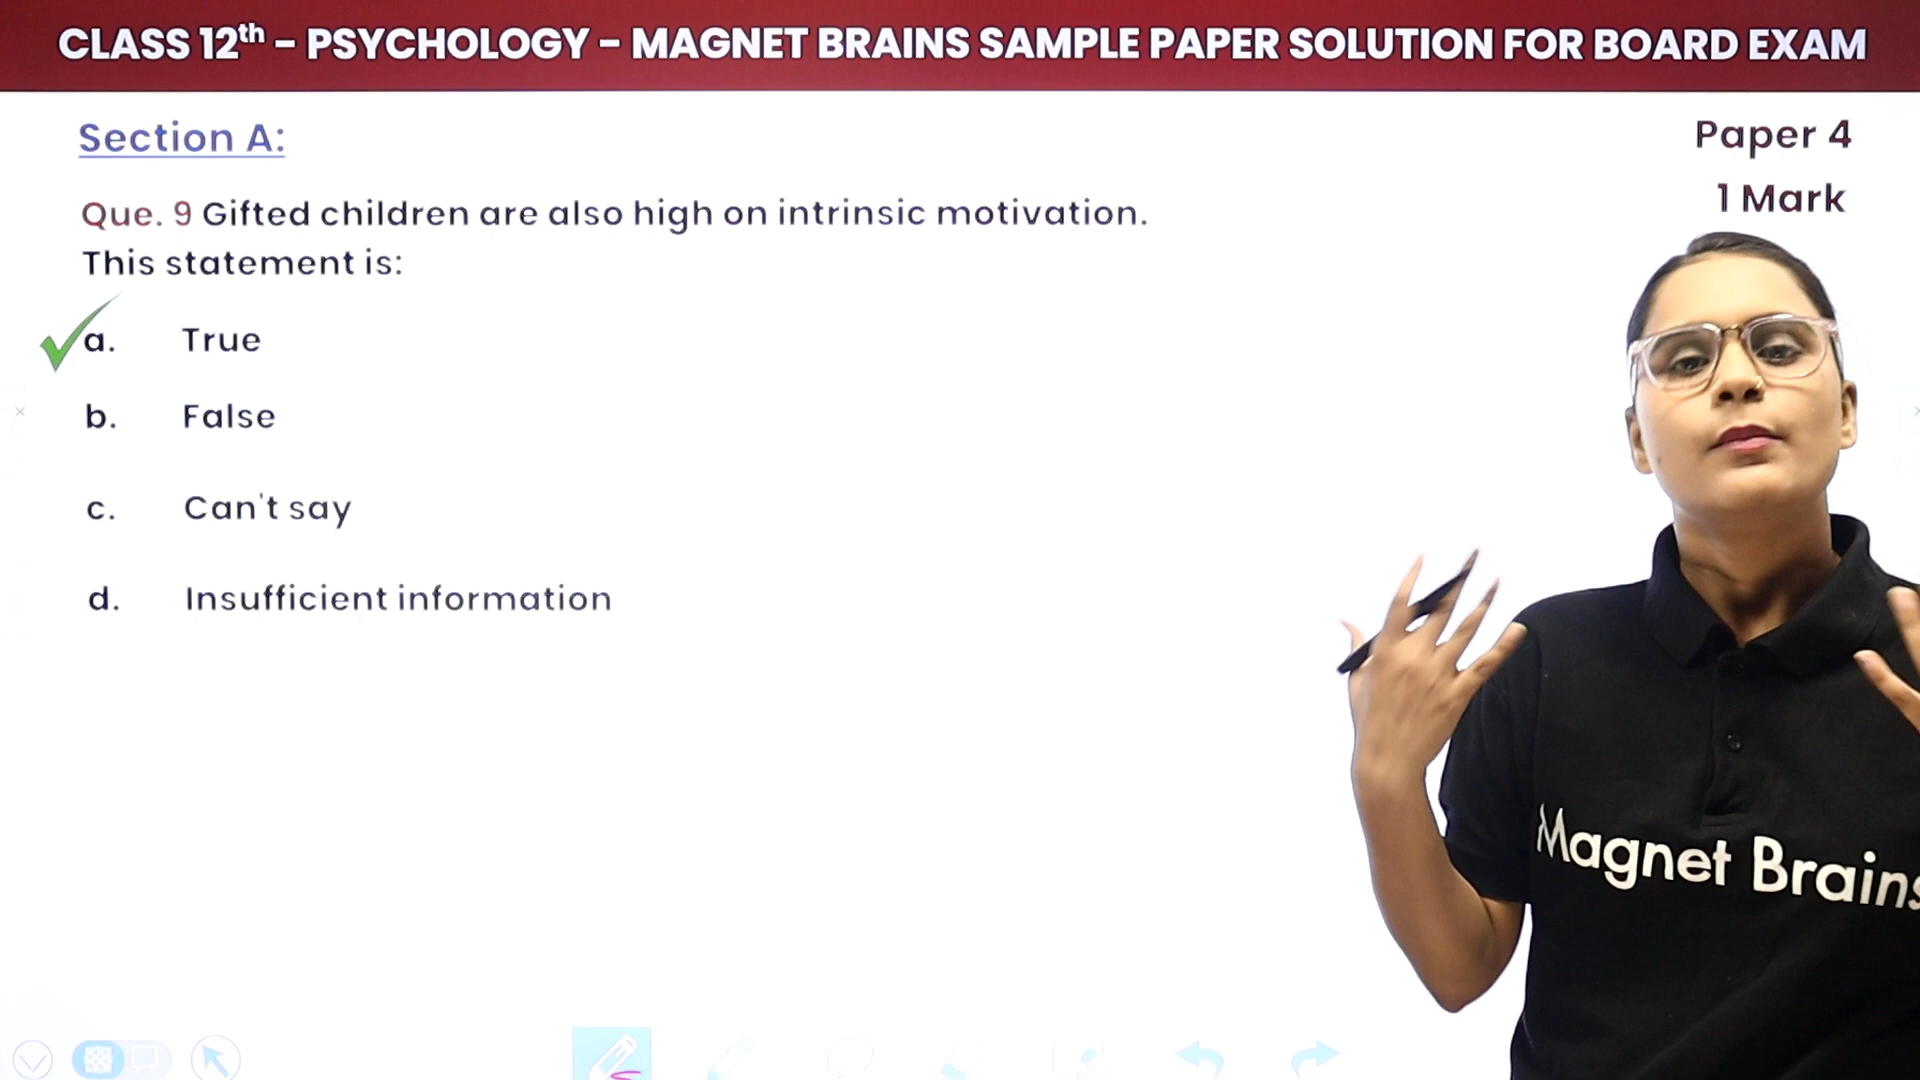 CLASS 12th – PSYCHOLOGY – MAGNET BRAINS SAMPLE PAPER SOLUTION FOR BOARD EXAM
Section A:
Paper 4
1 Mark
Que. 9 Gifted children are also high on intrinsic motivation.
This statement is:
a. True
b. False
c. Can't say
d. Insufficient information
Magnet Brains